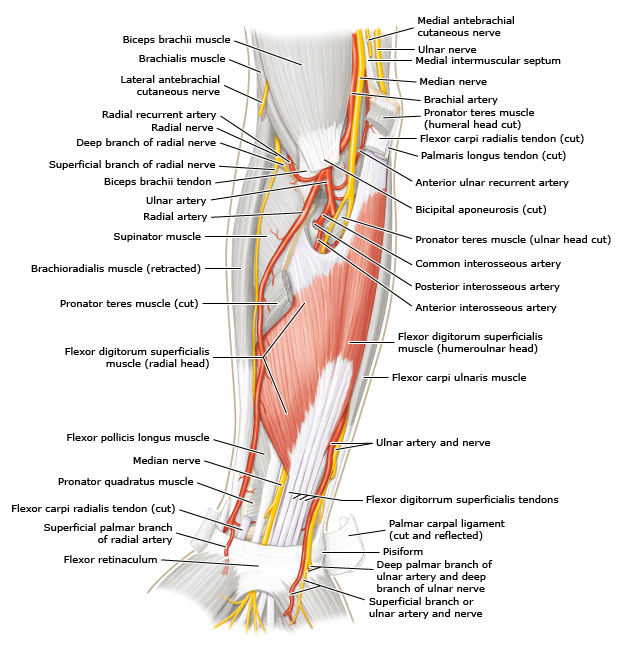 Biceps brachii muscle
Brachialis muscle
Lateral antebrachial
cutaneous nerve
Radial recurrent artery
Radial nerve
Deep branch of radial nerve
Superficial branch of radial nerve
Biceps brachii tendon
Ulnar artery
Radial artery
Supinator muscle
Brachioradialis muscle (retracted)
Pronator teres muscle (cut)
Flexor digitorum superficialis
muscle (radial head)
Flexor pollicis longus muscle
Median nerve
Pronator quadratus muscle
Flexor carpi radialis tendon (cut)
Superficial palmar branch
of radial artery
Flexor retinaculum
Medial antebrachial
cutaneous nerve
Ulnar nerve
Medial intermuscular septum
Median nerve
Brachial artery
Pronator teres muscle
(humeral head cut)
Flexor carpi radialis tendon (cut)
Palmaris longus tendon (cut)
Anterior ulnar recurrent artery
Bicipital aponeurosis (cut)
Pronator teres muscle (ulnar head cut)
Common interosseous artery
Posterior interosseous artery
Anterior interosseous artery
Flexor digitorum superficialis
muscle (humeroulnar head)
Flexor carpi ulnaris muscle
Ulnar artery and nerve
Flexor digitorrum superficialis tendons
Palmar carpal ligament
(cut and reflected)
Pisiform
Deep palmar branch of
ulnar artery and deep
branch of ulnar nerve
Superficial branch or
ulnar artery and nerve